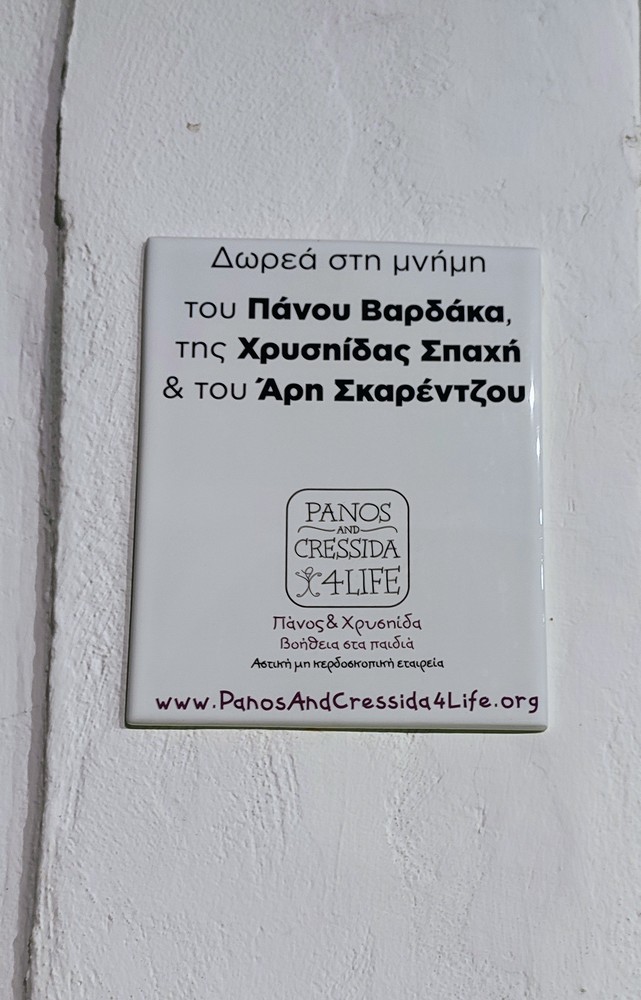 Δωρεά στη μνήμη
του Πάνου Βαρδάκα,
της Χρυσηίδας Σπαχή
& του Άρη Σκαρέντζου
PANOS
AND
CRESSIDA
4LIFE
Πάνος & Χρυσηίδα
Βοήθεια στα παιδιά
Αστική μη κερδοσκοπική εταιρεία
www.PanosAndCressida4Life.org